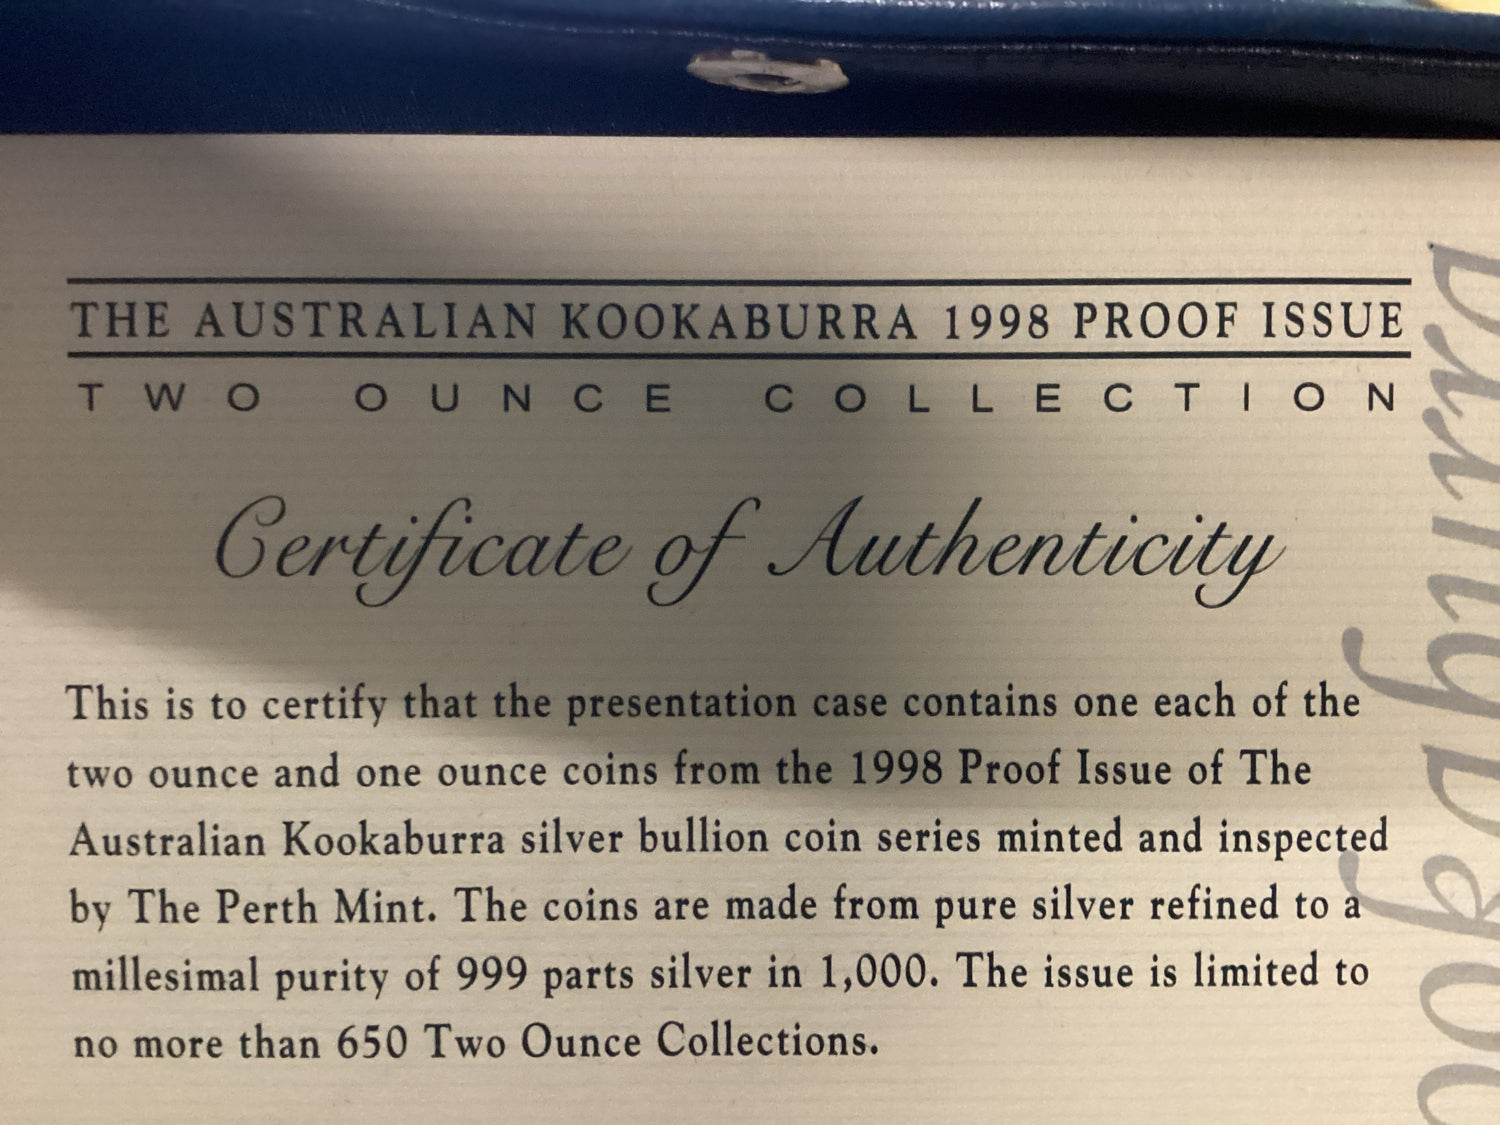 THE AUSTRALIAN KOOKABURRA 1998 PROOF ISSUE
TWO OUNCE COLLECTION
Certificate of Authenticity
This is to certify that the presentation case contains one each of the
two ounce and one ounce coins from the 1998 Proof Issue of The
Australian Kookaburra silver bullion coin series minted and inspected
by The Perth Mint. The coins are made from pure silver refined to a
millesimal purity of 999 parts silver in 1,000. The issue is limited to
no more than 650 Two Ounce Collections.